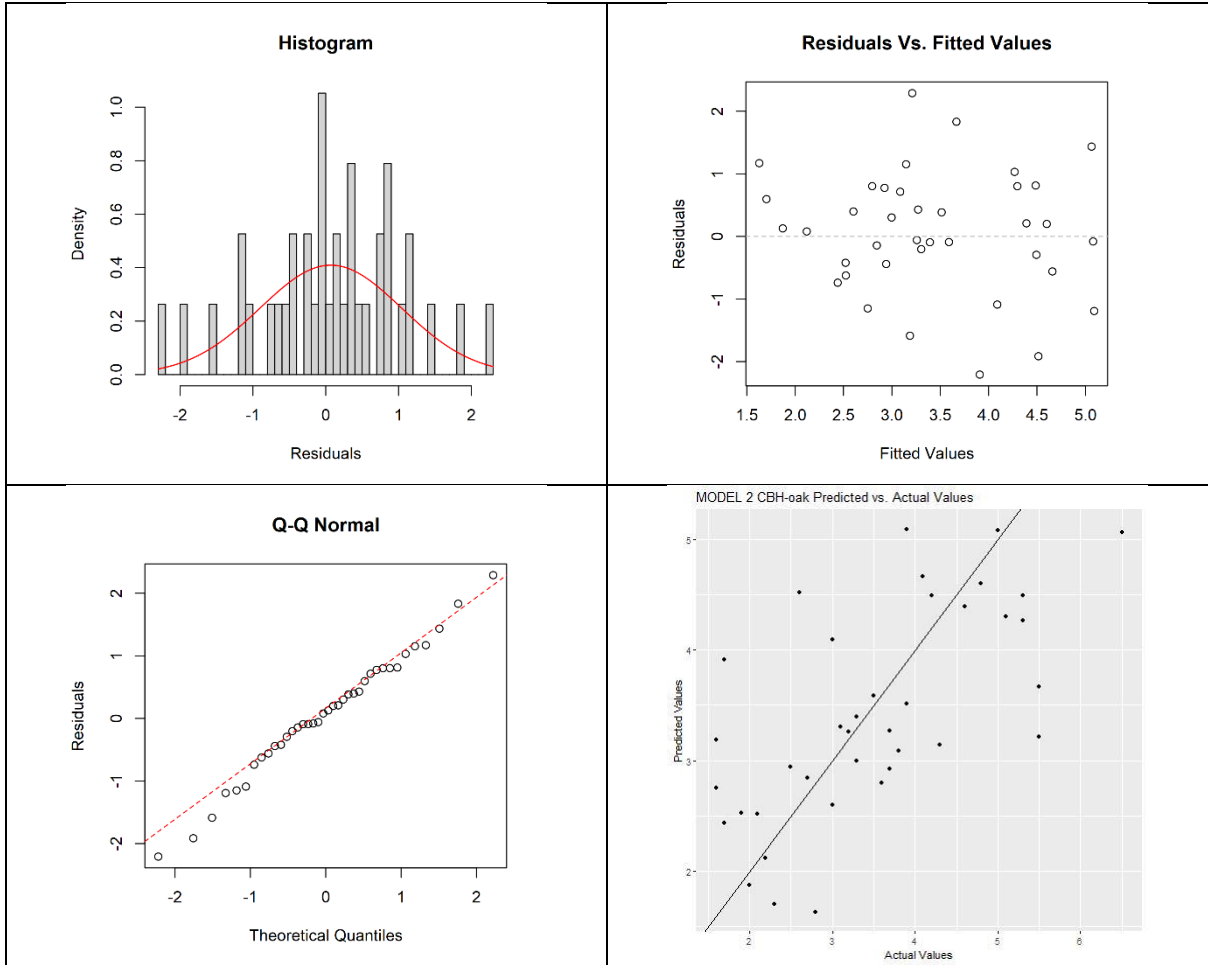 Histogram
Density
0.0 0.2 0.4 0.6 0.8 1.0
-2 -1 0 1 2
Residuals
Residuals Vs. Fitted Values
Residuals
-2 -1 0 1 2
1.5 2.0 2.5 3.0 3.5 4.0 4.5 5.0
Fitted Values
Q-Q Normal
Residuals
-2 -1 0 1 2
-2 -1 0 1 2
Theoretical Quantiles
MODEL 2 CBH-oak Predicted vs. Actual Values
Predicted Values
5
4
3
2
2 3 4 5 6
Actual Values